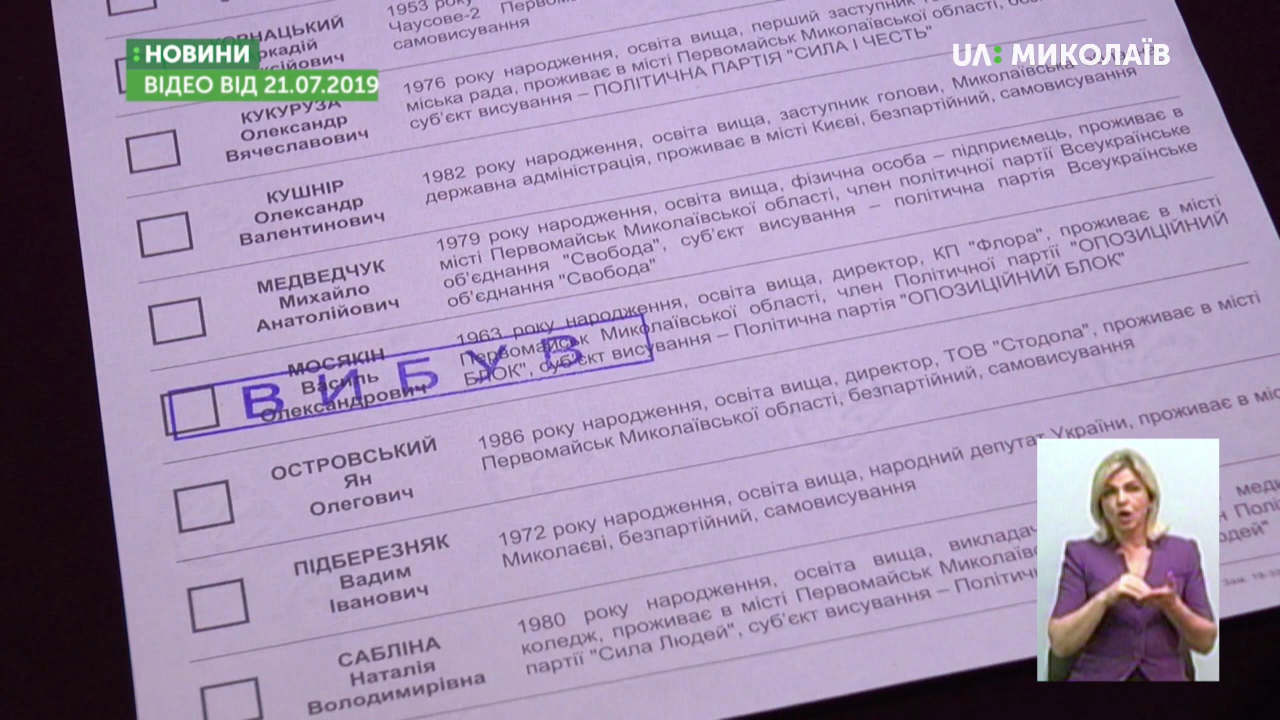 1953 року
Чаусове-2 Первом
самовисування
Аркадій
: НОВИНИ
ВІДЕО ВІД 21.07.2019
UA: МИКОЛАЇВ
1976 року народження, освіта вища, перший заступник
міська рада, проживає в місті Первомайськ Миколаївської області,
суб'єкт висування – ПОЛІТИЧНА ПАРТІЯ "СИЛА І ЧЕСТЬ"
КУКУРУЗА
Олександр
Вячеславович
1982 року народження, освіта вища, заступник голови, Миколаївська
державна адміністрація, проживає в місті Києві, безпартійний, самовисування
КУШНІР
Олександр
Валентинович
1979 року народження, освіта вища, фізична особа – підприємець, проживає в
місті Первомайськ Миколаївської області, член політичної партії Всеукраїнське
об'єднання "Свобода", суб'єкт висування – політична партія Всеукраїнське
об'єднання "Свобода"
МЕДВЕДЧУК
Михайло
Анатолійович
1963 року народження, освіта вища, директор, КП "Флора", проживає в місті
Первомайськ Миколаївської області, член Політичної партії "ОПОЗИЦІЙНИЙ
БЛОК", суб'єкт висування – Політична партія "ОПОЗИЦІЙНИЙ БЛОК"
МОСЯКІН
Василь
Олександрович
ВИБУВ
1986 року народження, освіта вища, директор, ТОВ "Стодола", проживає в місті
Первомайськ Миколаївської області, безпартійний, самовисування
ОСТРОВСЬКИЙ
Ян
Олегович
1972 року народження, освіта вища, народний депутат України, проживає в міс
Миколаєві, безпартійний, самовисування
ПІДБЕРЕЗНЯК
Вадим
Іванович
1980 року народження, освіта вища, виклада
коледж, проживає в місті Первомайськ Миколаївс
партії "Сила Людей", суб'єкт висування – Політич
САБЛІНА
Наталія
Володимирівна